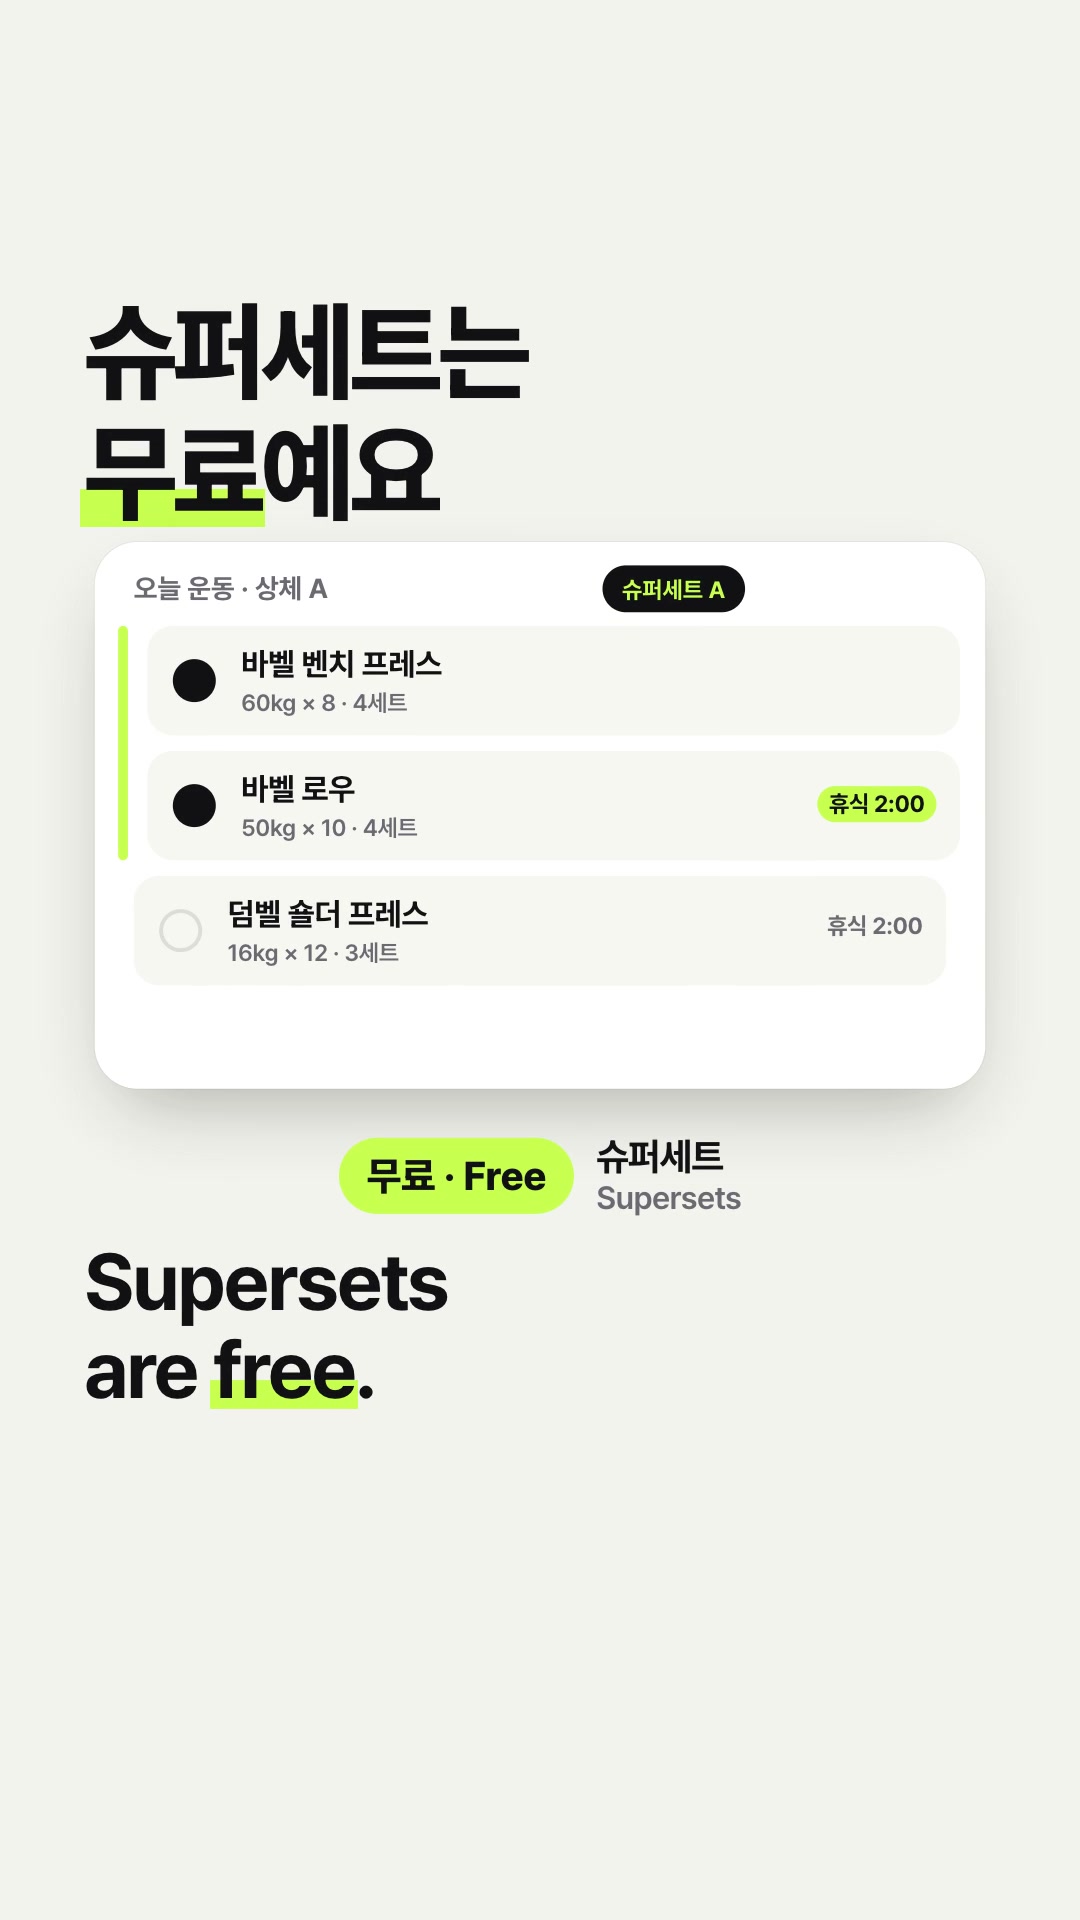 슈퍼세트는
무료예요
오늘 운동 · 상체 A
슈퍼세트 A
바벨 벤치 프레스
60kg × 8 · 4세트
바벨 로우
50kg × 10 · 4세트
휴식 2:00
덤벨 숄더 프레스
16kg × 12 · 3세트
휴식 2:00
무료 · Free
슈퍼세트
Supersets
Supersets
are free.